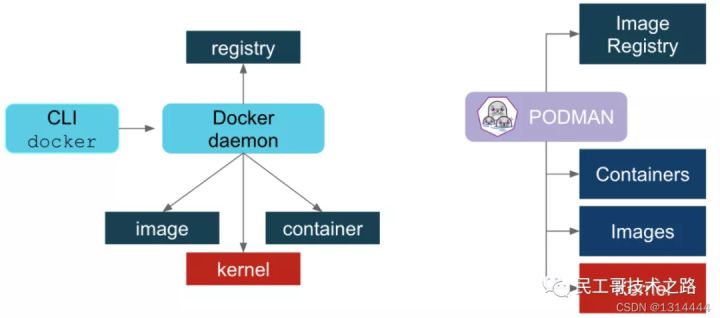 registry
CLI
docker
Docker
daemon
image
container
kernel
Image
Registry
PODMAN
Containers
Images
Kernel
民工哥技术之路
CSDN @1314444